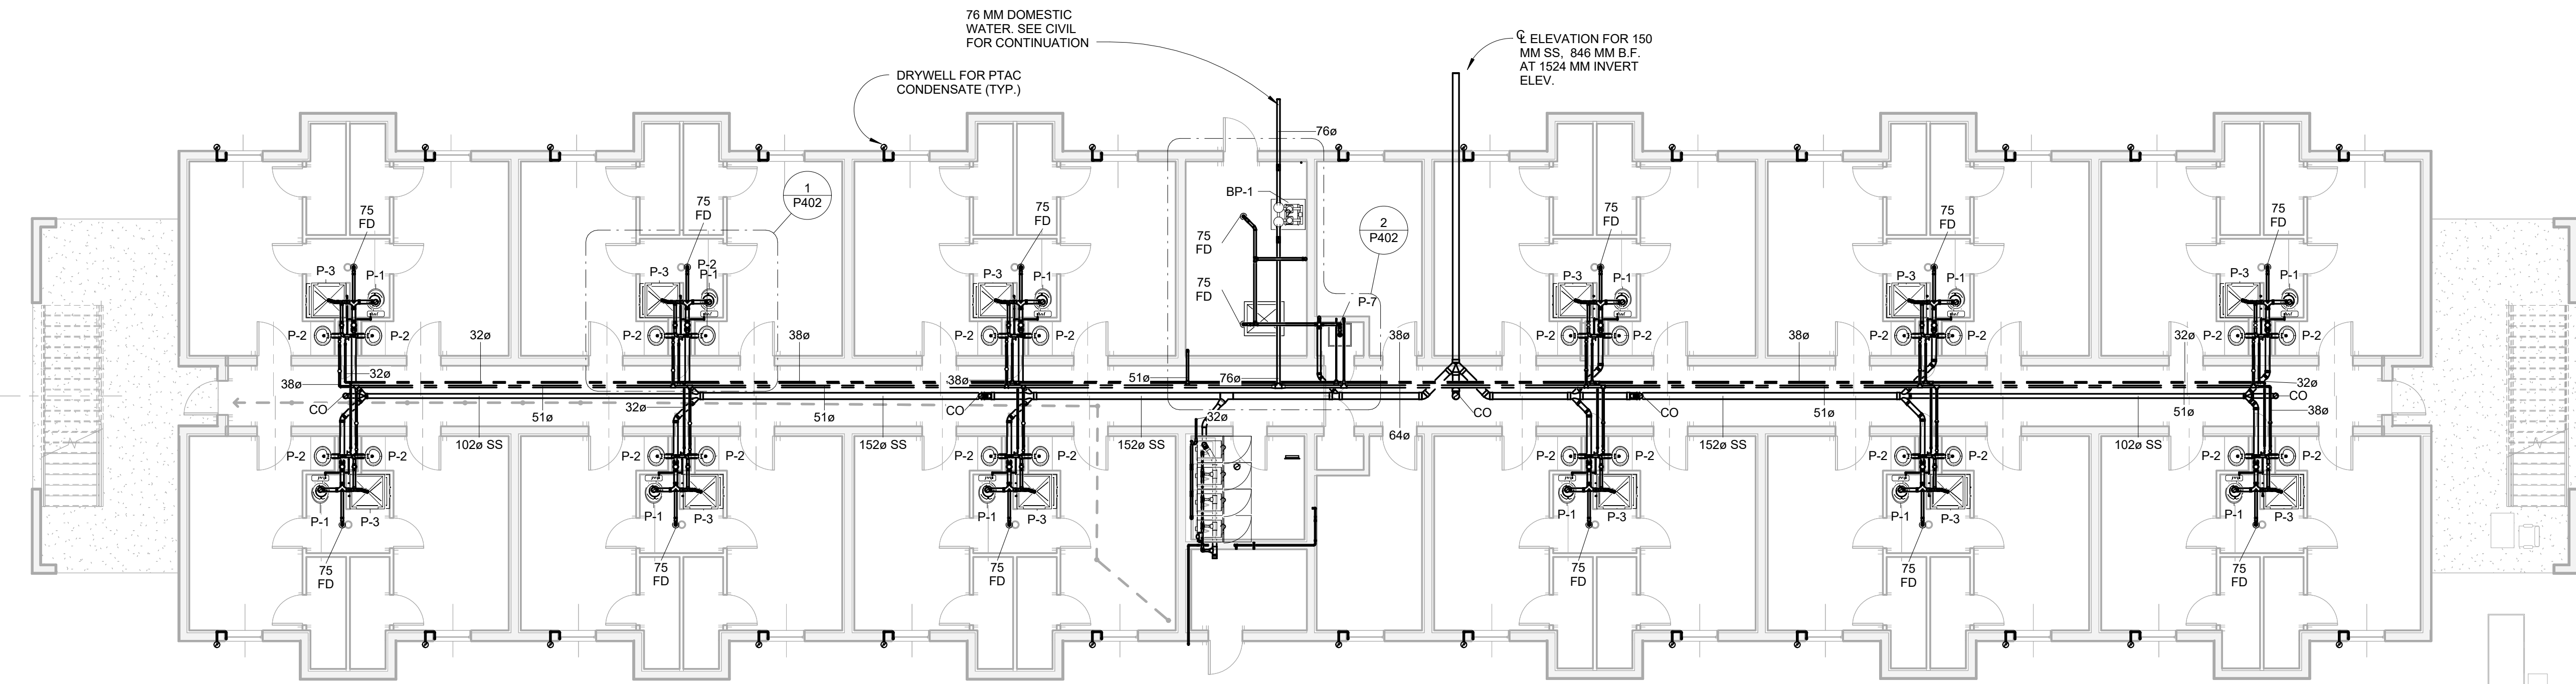 76 MM DOMESTIC
WATER. SEE CIVIL
FOR CONTINUATION
℄ ELEVATION FOR 150
MM SS, 846 MM B.F.
AT 1524 MM INVERT
ELEV.
DRYWELL FOR PTAC
CONDENSATE (TYP.)
76ø
1
P402
BP-1
2
P402
75
FD
75
FD
75
FD
75
FD
75
FD
75
FD
75
FD
75
FD
P-3
P-1
P-3
P-2
P-1
P-3
P-1
P-7
P-3
P-1
P-3
P-1
P-3
P-1
P-2
P-2
32ø
P-2
P-2
38ø
P-2
P-2
38ø
P-2
P-2
38ø
P-2
P-2
32ø
P-2
P-2
38ø
32ø
38ø
51ø
76ø
32ø
CO
32ø
CO
CO
CO
CO
38ø
51ø
51ø
32ø
51ø
51ø
102ø SS
152ø SS
152ø SS
64ø
152ø SS
102ø SS
P-2
P-2
P-2
P-2
P-2
P-2
P-2
P-2
P-2
P-2
P-2
P-2
P-1
P-3
P-1
P-3
P-1
P-3
P-1
P-3
P-1
P-3
P-1
P-3
75
FD
75
FD
75
FD
75
FD
75
FD
75
FD